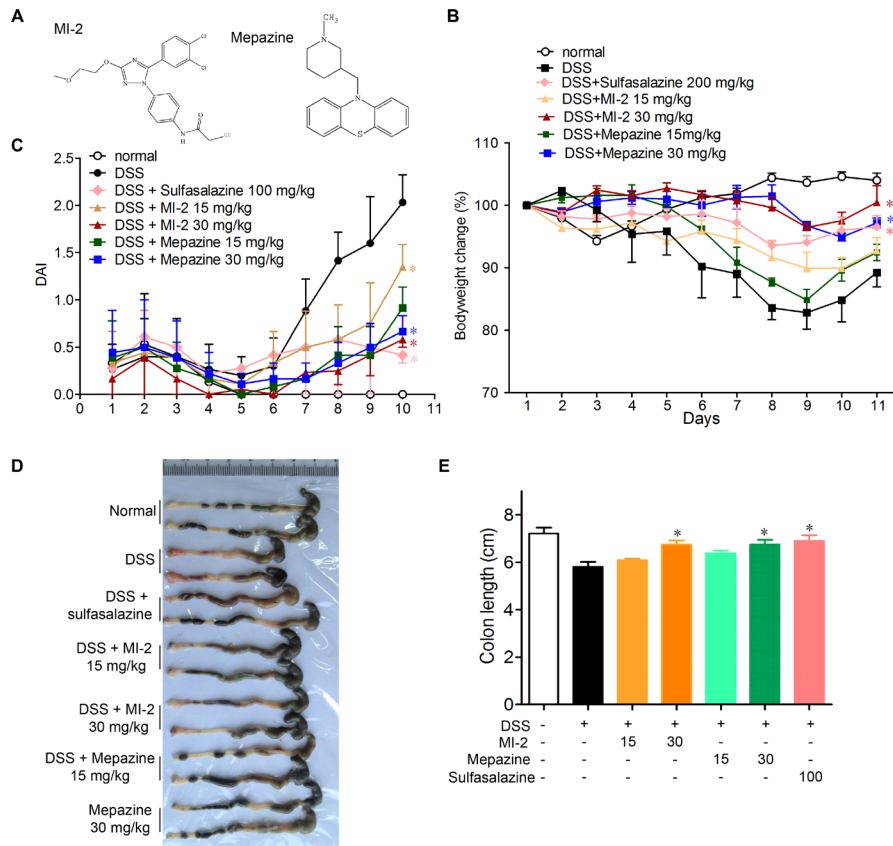 A
MI-2
Mepazine
CH3
N
N
S
O
N
N
N
Cl
Cl
O
O
N
H
Cl
B
normal
DSS
DSS+Sulfasalazine 200 mg/kg
DSS+MI-2 15 mg/kg
DSS+MI-2 30 mg/kg
DSS+Mepazine 15mg/kg
DSS+Mepazine 30 mg/kg
110
100
90
80
70
Bodyweight change (%)
1 2 3 4 5 6 7 8 9 10 11
Days
*
*
*
C
normal
DSS
DSS + Sulfasalazine 100 mg/kg
DSS + MI-2 15 mg/kg
DSS + MI-2 30 mg/kg
DSS + Mepazine 15 mg/kg
DSS + Mepazine 30 mg/kg
2.5
2.0
1.5
1.0
0.5
0.0
DAI
0 1 2 3 4 5 6 7 8 9 10 11
*
*
*
*
D
Normal
DSS
DSS +
sulfasalazine
DSS + MI-2
15 mg/kg
DSS + MI-2
30 mg/kg
DSS + Mepazine
15 mg/kg
Mepazine
30 mg/kg
E
8
6
4
2
0
Colon length (cm)
* * *
DSS - + + + + + +
MI-2 - - 15 30 - - -
Mepazine - - - - 15 30 -
Sulfasalazine - - - - - - 100